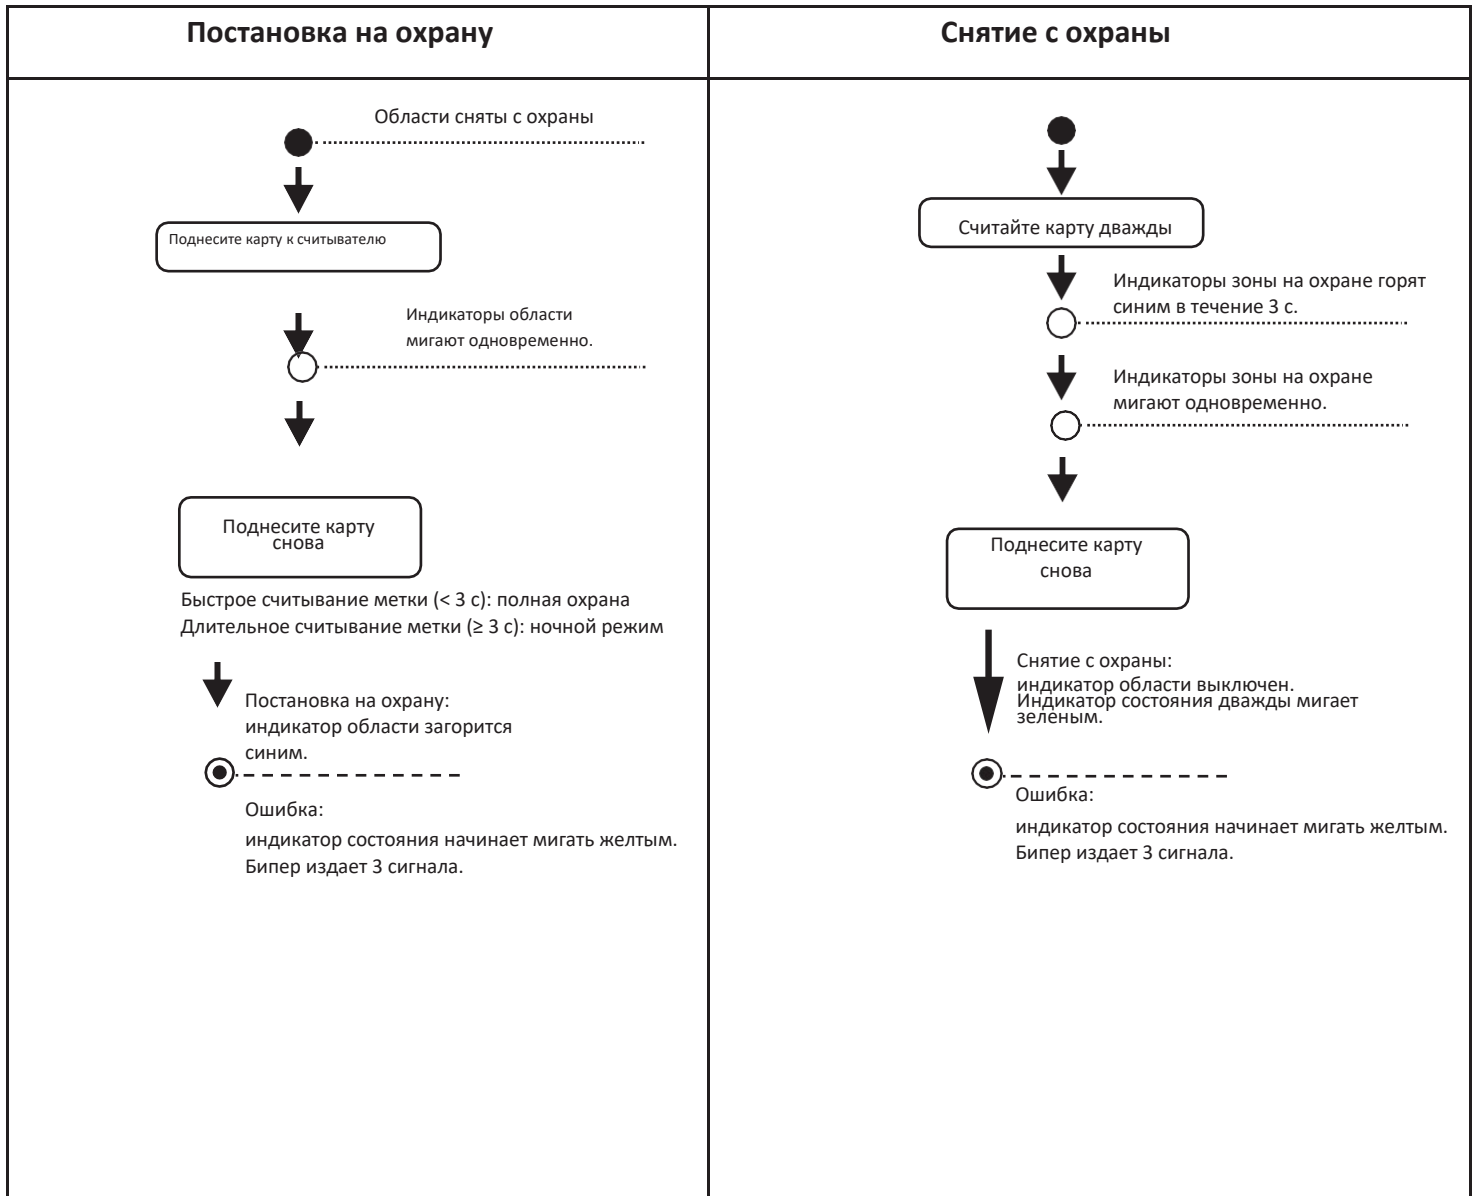 Постановка на охрану
Области сняты с охраны
Поднесите карту к считывателю
Индикаторы области
мигают одновременно.
Поднесите карту
снова
Быстрое считывание метки (< 3 с): полная охрана
Длительное считывание метки (≥ 3 с): ночной режим
Постановка на охрану:
индикатор области загорится
синим.
Ошибка:
индикатор состояния начинает мигать желтым.
Бипер издает 3 сигнала.
Снятие с охраны
Считайте карту дважды
Индикаторы зоны на охране горят
синим в течение 3 с.
Индикаторы зоны на охране
мигают одновременно.
Поднесите карту
снова
Снятие с охраны:
индикатор области выключен.
Индикатор состояния дважды мигает
зеленым.
Ошибка:
индикатор состояния начинает мигать желтым.
Бипер издает 3 сигнала.